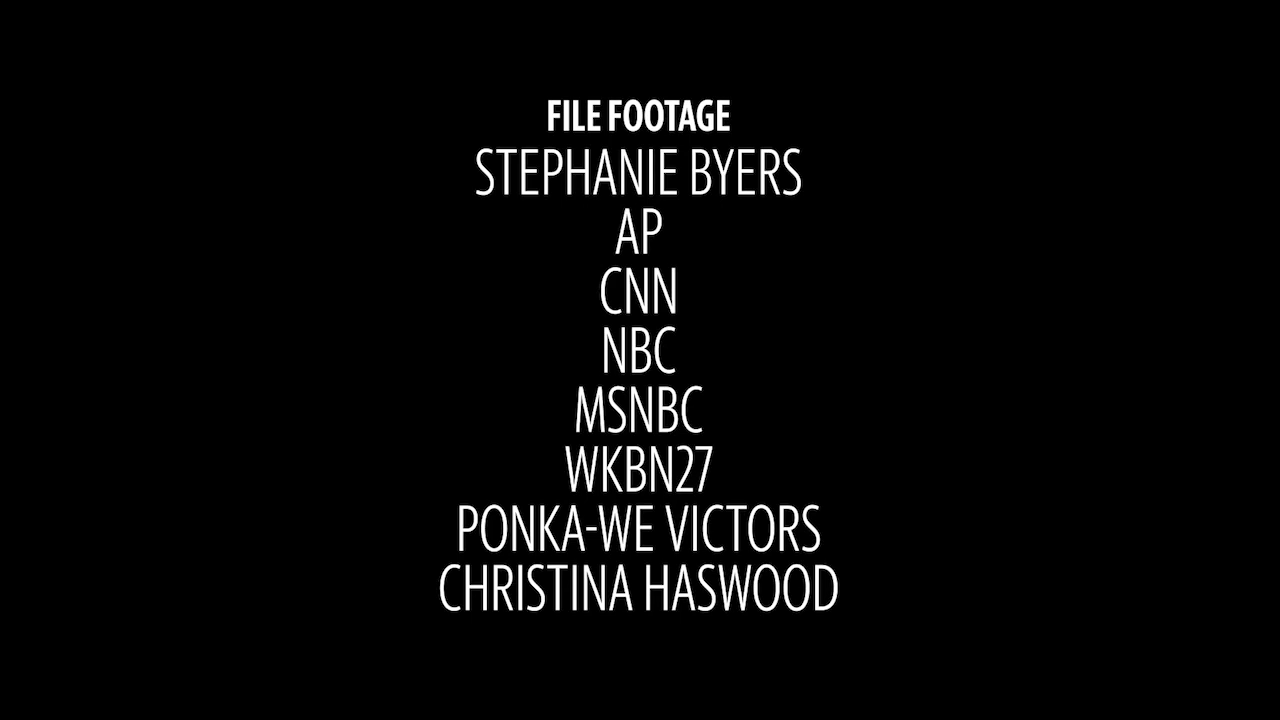 FILE FOOTAGE
STEPHANIE BYERS
AP
CNN
NBC
MSNBC
WKBN27
PONKA-WE VICTORS
CHRISTINA HASWOOD